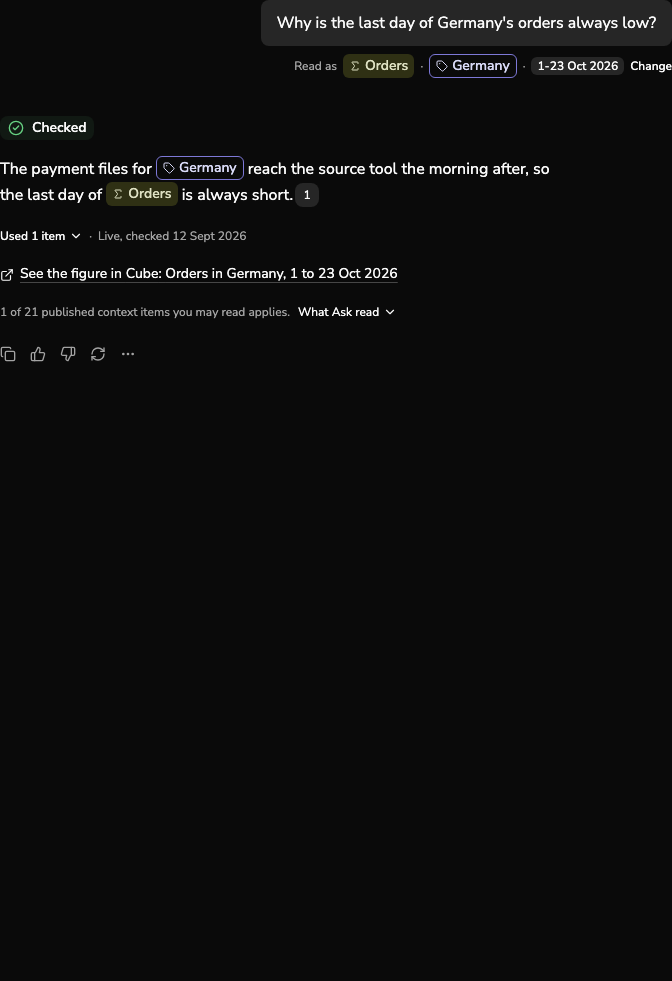 Why is the last day of Germany's orders always low?
Read as Σ Orders · Germany · 1-23 Oct 2026 Change
Checked
The payment files for Germany reach the source tool the morning after, so
the last day of Σ Orders is always short. 1
Used 1 item · Live, checked 12 Sept 2026
See the figure in Cube: Orders in Germany, 1 to 23 Oct 2026
1 of 21 published context items you may read applies. What Ask read